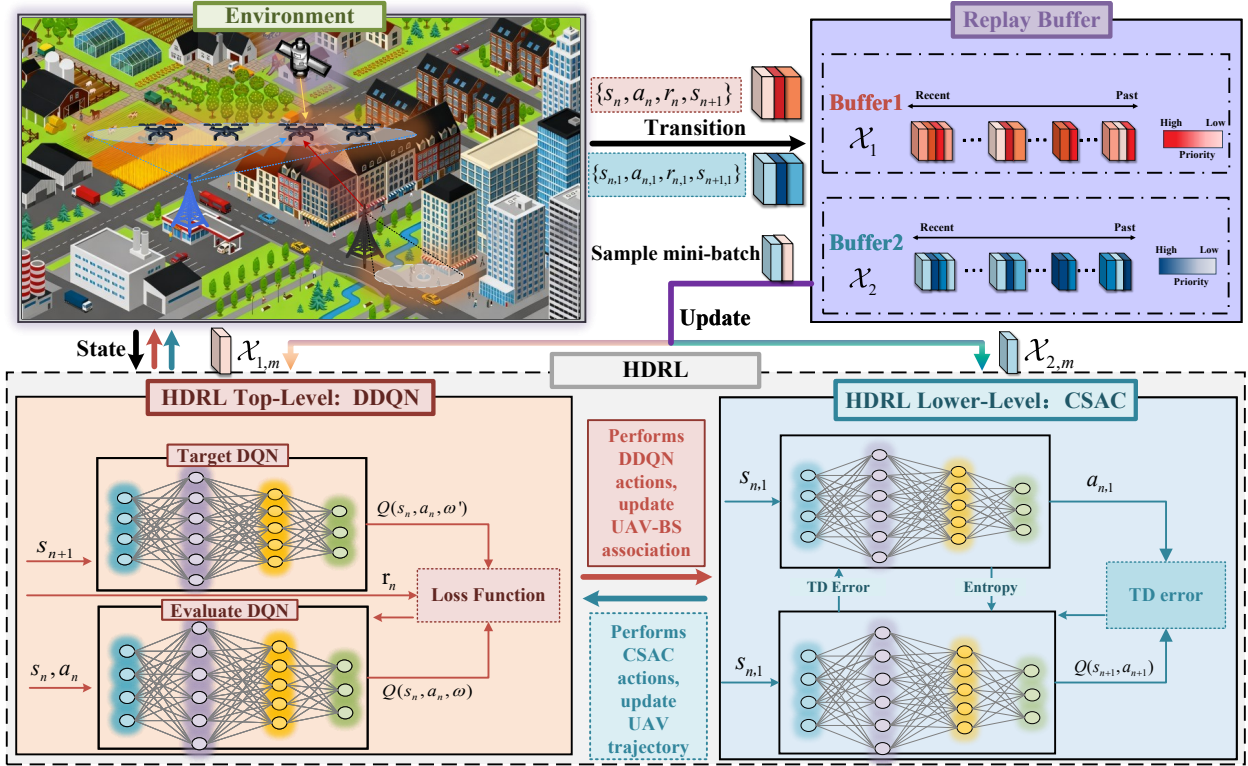 Environment
Replay Buffer
{s_n, a_n, r_n, s_{n+1}}
Transition
{s_{n,1}, a_{n,1}, r_{n,1}, s_{n+1,1}}
Buffer1
𝒳_1
Recent
Past
High
Low
Priority
Buffer2
𝒳_2
Recent
Past
High
Low
Priority
Sample mini-batch
Update
State
𝒳_{1,m}
𝒳_{2,m}
HDRL
HDRL Top-Level: DDQN
Target DQN
s_{n+1}
Q(s_n, a_n, ω')
r_n
Loss Function
Evaluate DQN
s_n, a_n
Q(s_n, a_n, ω)
Performs
DDQN
actions,
update
UAV-BS
association
Performs
CSAC
actions,
update
UAV
trajectory
HDRL Lower-Level: CSAC
s_{n,1}
a_{n,1}
TD Error
Entropy
TD error
s_{n,1}
Q(s_{n+1}, a_{n+1})